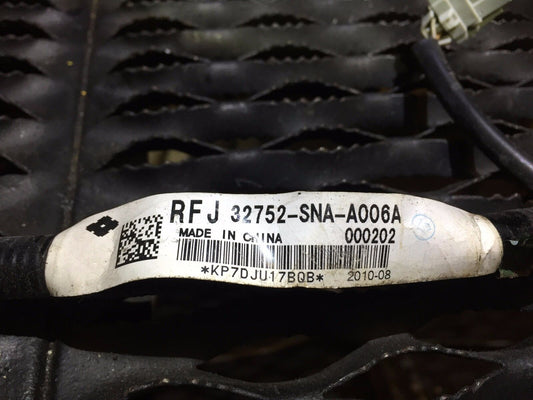 RFJ 32752-SNA-A006A
MADE IN CHINA 000202
*KP7DJU17BQB* 2010-08